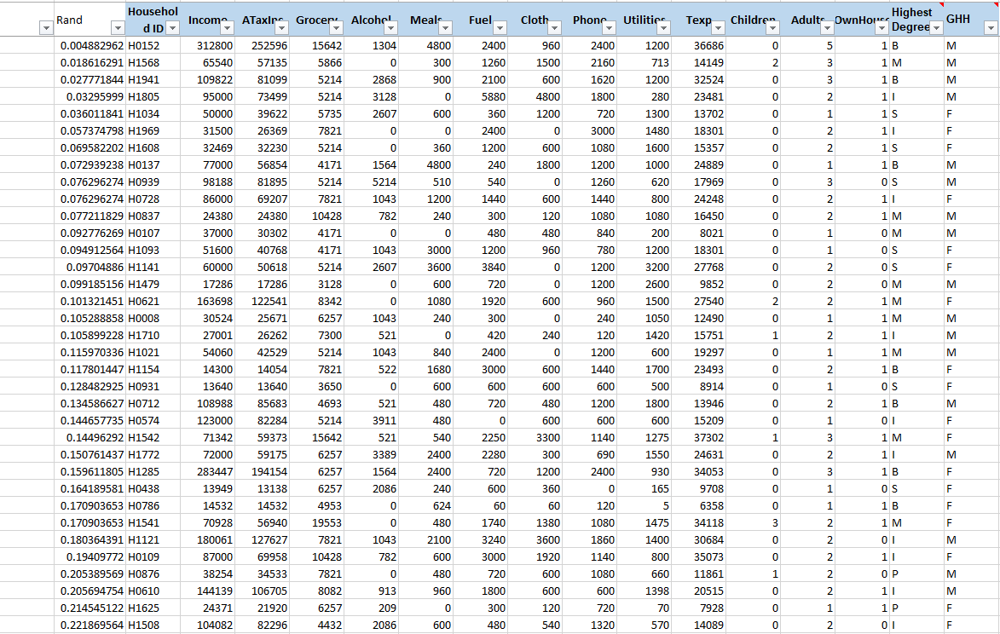 Rand Household ID Income ATaxInc Grocery Alcohol Meals Fuel Cloth Phone Utilities Texp Children Adults OwnHouse Highest Degree GHH
0.004882962 H0152 312800 252596 15642 1304 4800 2400 960 2400 1200 36686 0 5 1 B M
0.018616291 H1568 65540 57135 5866 0 300 1260 1500 2160 713 14149 2 3 1 M M
0.027771844 H1941 109822 81099 5214 2868 900 2100 600 1620 1200 32524 0 3 1 B M
0.03295999 H1805 95000 73499 5214 3128 0 5880 4800 1800 280 23481 0 2 1 I M
0.036011841 H1034 50000 39622 5735 2607 600 360 1200 720 1300 13702 0 1 1 S F
0.057374798 H1969 31500 26369 7821 0 0 2400 0 3000 1480 18301 0 2 1 I F
0.069582202 H1608 32469 32230 5214 0 360 1200 600 1080 1600 15357 0 2 1 S F
0.072939238 H0137 77000 56854 4171 1564 4800 240 1800 1200 1000 24889 0 1 1 B M
0.076296274 H0939 98188 81895 5214 5214 510 540 0 1260 620 17969 0 3 0 S M
0.076296274 H0728 86000 69207 7821 1043 1200 1440 600 1440 800 24248 0 2 1 I F
0.077211829 H0837 24380 24380 10428 782 240 300 120 1080 1080 16450 0 2 1 M M
0.092776269 H0107 37000 30302 4171 0 0 480 480 840 200 8021 0 1 0 M M
0.094912564 H1093 51600 40768 4171 1043 3000 1200 960 780 1200 18301 0 1 0 S F
0.09704886 H1141 60000 50618 5214 2607 3600 3840 0 1200 3200 27768 0 2 0 S F
0.099185156 H1479 17286 17286 3128 0 600 720 0 1200 2600 9852 0 2 0 M M
0.101321451 H0621 163698 122541 8342 0 1080 1920 600 960 1500 27540 2 2 1 M F
0.105288858 H0008 30524 25671 6257 1043 240 300 0 240 1050 12490 0 1 1 M M
0.105899228 H1710 27001 26262 7300 521 0 420 240 120 1420 15751 1 2 1 I M
0.115970336 H1021 54060 42529 5214 1043 840 2400 0 1200 600 19297 0 1 1 M M
0.117801447 H1154 14300 14054 7821 522 1680 3000 600 1440 1700 23493 0 2 1 B F
0.128482925 H0931 13640 13640 3650 0 600 600 600 600 500 8914 0 1 0 S F
0.134586627 H0712 108988 85683 4693 521 480 720 480 1200 1800 13946 0 2 1 B M
0.144657735 H0574 123000 82284 5214 3911 480 0 600 600 600 15209 0 1 0 I F
0.14496292 H1542 71342 59373 15642 521 540 2250 3300 1140 1275 37302 1 3 1 M F
0.150761437 H1772 72000 59175 6257 3389 2400 2280 300 690 1550 24631 0 2 1 I M
0.159611805 H1285 283447 194154 6257 1564 2400 720 1200 2400 930 34053 0 3 1 B F
0.164189581 H0438 13949 13138 6257 2086 240 600 360 0 165 9708 0 1 0 S F
0.170903653 H0786 14532 14532 4953 0 624 60 60 120 5 6358 0 1 1 B F
0.170903653 H1541 70928 56940 19553 0 480 1740 1380 1080 1475 34118 3 2 1 M F
0.180364391 H1121 180061 127627 7821 1043 2100 3240 3600 1860 1400 30684 0 2 0 I M
0.19409772 H0109 87000 69958 10428 782 600 3000 1920 1140 800 35073 0 2 1 I F
0.205389569 H0876 38254 34533 7821 0 480 720 600 1080 660 11861 1 2 0 P M
0.205694754 H0610 144139 106705 8082 913 960 1800 600 600 1398 20515 0 2 1 I M
0.214545122 H1625 24371 21920 6257 209 0 300 120 720 70 7928 0 1 1 P F
0.221869564 H1508 104082 82296 4432 2086 600 480 540 1320 570 14089 0 2 0 I F